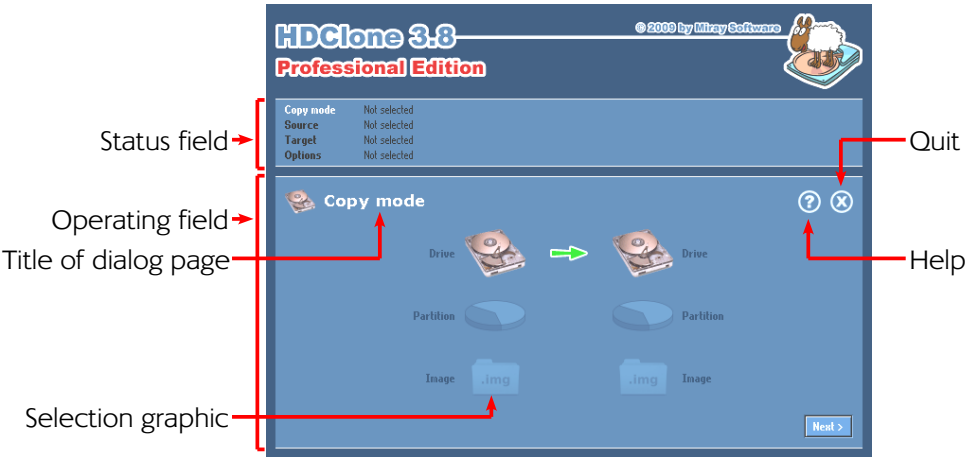 HDClone 3.8
© 2009 by Miray Software
Professional Edition
Copy mode Not selected
Source Not selected
Target Not selected
Options Not selected
Status field
Quit
Copy mode
Operating field
Title of dialog page
Drive Drive
Help
Partition Partition
Image .img .img Image
Selection graphic
Next >